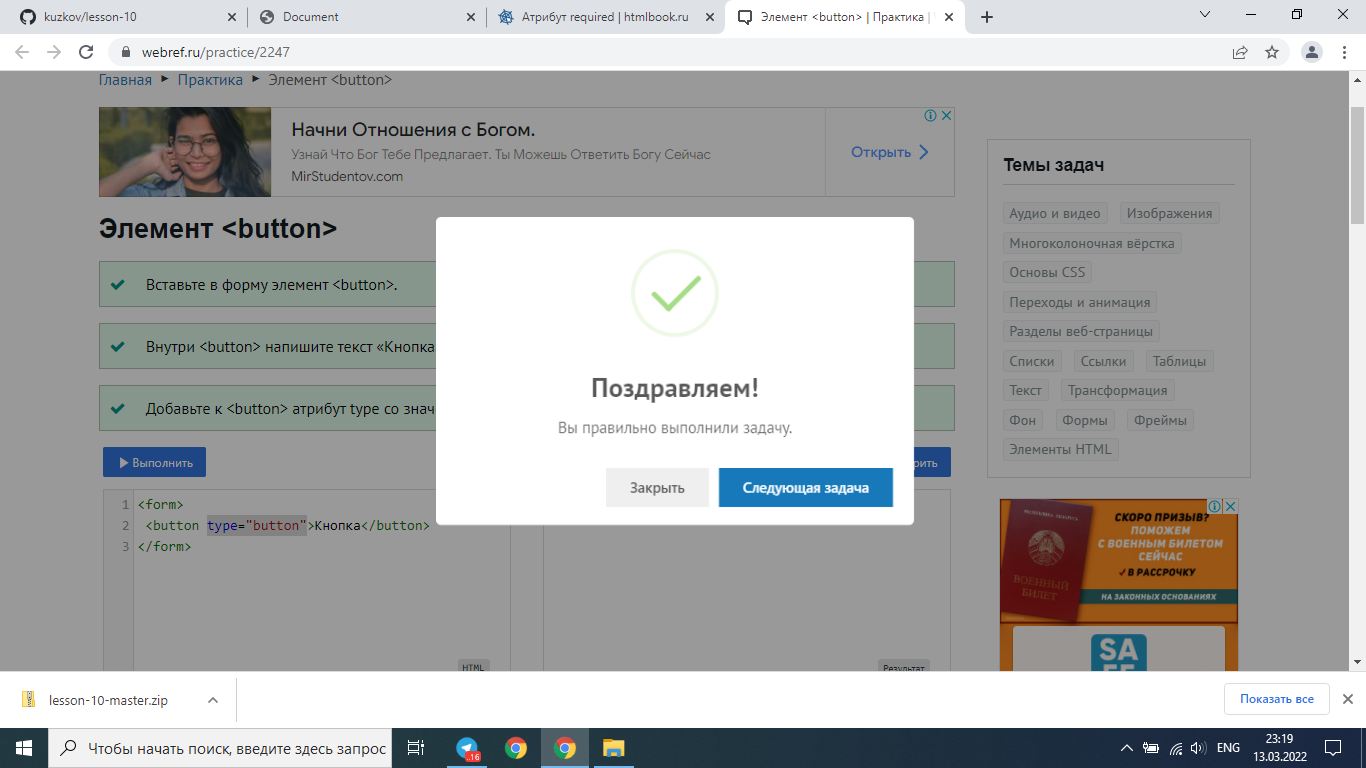 kuzkov/lesson-10
Document
Атрибут required | htmlbook.ru
Элемент <button> | Практика |
webref.ru/practice/2247
Главная ► Практика ► Элемент <button>
Начни Отношения с Богом.
Узнай Что Бог Тебе Предлагает. Ты Можешь Ответить Богу Сейчас
MirStudentov.com
Открыть
Темы задач
Аудио и видео Изображения
Многоколоночная вёрстка
Основы CSS
Переходы и анимация
Разделы веб-страницы
Списки Ссылки Таблицы
Текст Трансформация
Фон Формы Фреймы
Элементы HTML
Элемент <button>
Вставьте в форму элемент <button>.
Внутри <button> напишите текст «Кнопка
Добавьте к <button> атрибут type со знач
Выполнить
рить
Поздравляем!
Вы правильно выполнили задачу.
Закрыть
Следующая задача
1 <form>
2 <button type="button">Кнопка</button>
3 </form>
HTML
Результат
СКОРО ПРИЗЫВ?
ПОМОЖЕМ
С ВОЕННЫМ БИЛЕТОМ
СЕЙЧАС
В РАССРОЧКУ
НА ЗАКОННЫХ ОСНОВАНИЯХ
ВОЕННЫЙ
БИЛЕТ
SA
lesson-10-master.zip
Показать все
Чтобы начать поиск, введите здесь запрос
16
ENG
23:19
13.03.2022